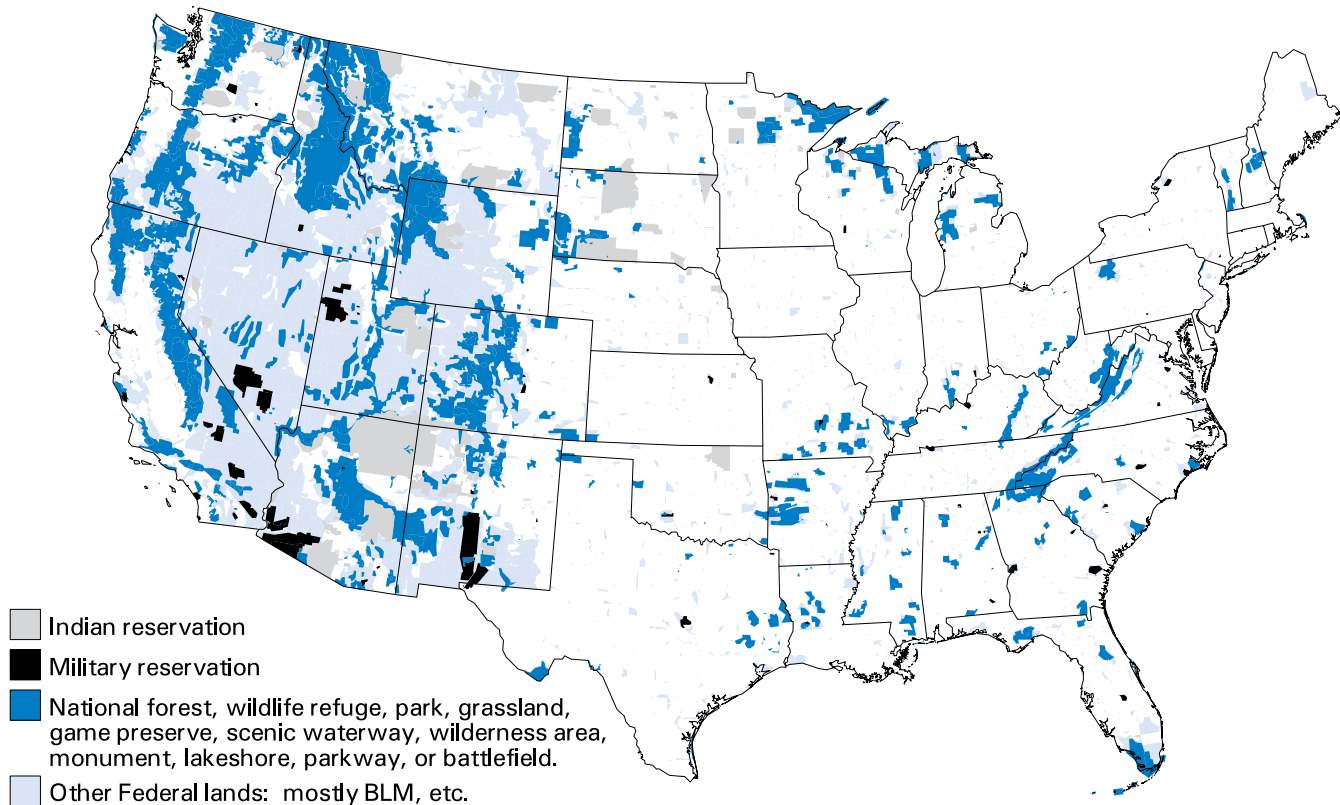 Indian reservation
Military reservation
National forest, wildlife refuge, park, grassland,
game preserve, scenic waterway, wilderness area,
monument, lakeshore, parkway, or battlefield.
Other Federal lands: mostly BLM, etc.